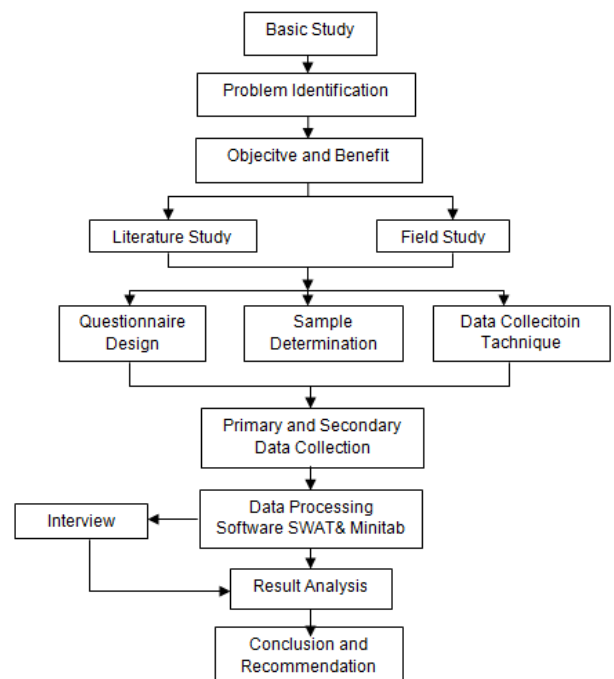 Basic Study
Problem Identification
Objecitve and Benefit
Literature Study
Field Study
Questionnaire
Design
Sample
Determination
Data Collecitoin
Tachnique
Primary and Secondary
Data Collection
Data Processing
Software SWAT& Minitab
Interview
Result Analysis
Conclusion and
Recommendation